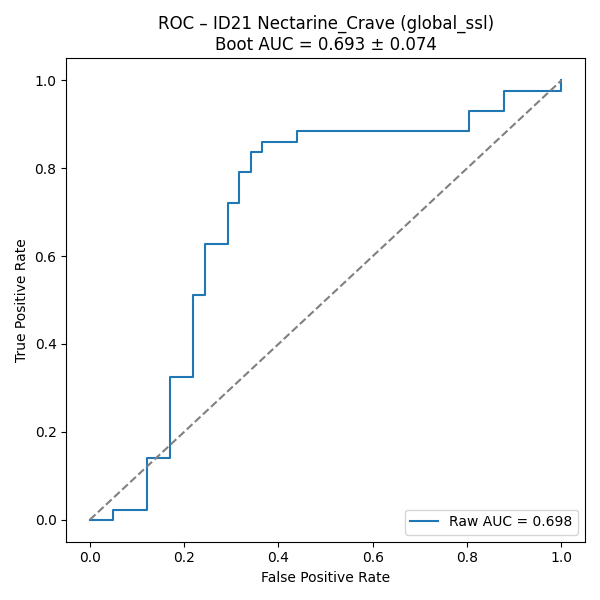 ROC – ID21 Nectarine_Crave (global_ssl)
Boot AUC = 0.693 ± 0.074
1.0
0.8
0.6
0.4
0.2
0.0
True Positive Rate
Raw AUC = 0.698
0.0 0.2 0.4 0.6 0.8 1.0
False Positive Rate